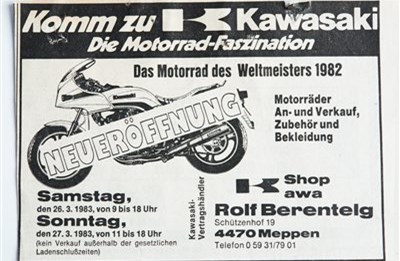 Komm zu K Kawasaki
Die Motorrad-Faszination
Das Motorrad des Weltmeisters 1982
NEUERÖFFNUNG
Motorräder
An- und Verkauf,
Zubehör und
Bekleidung
Samstag,
den 26. 3. 1983, von 9 bis 18 Uhr
Sonntag,
den 27. 3. 1983, von 11 bis 18 Uhr
(kein Verkauf außerhalb der gesetzlichen
Ladenschlußzeiten)
Kawasaki-
Vertragshändler
K Shop
awa
Rolf Berentelg
Schützenhof 19
4470 Meppen
Telefon 0 59 31/79 01